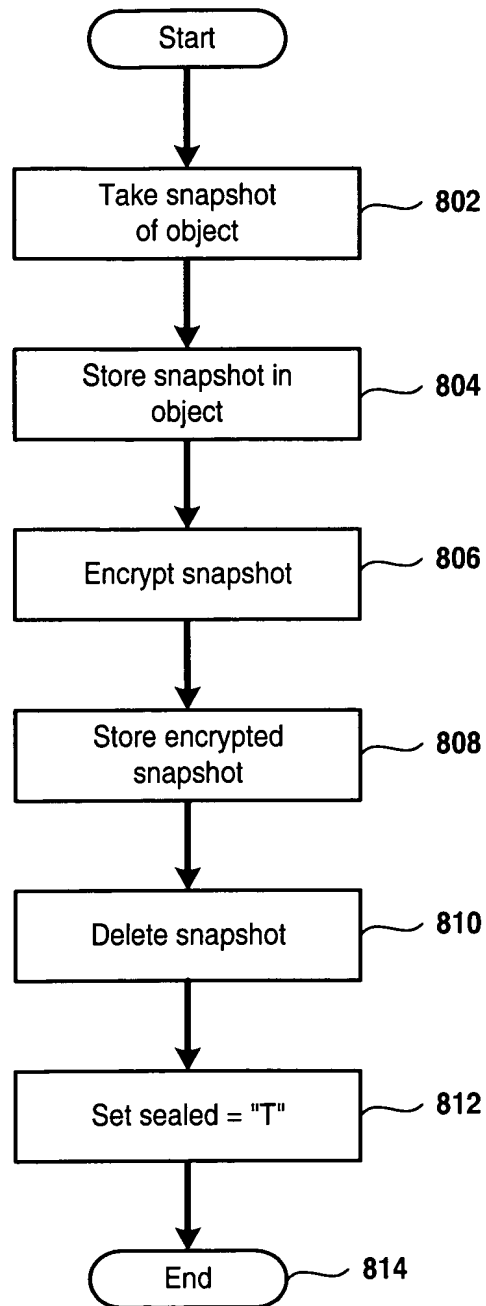 Start
Take snapshot
of object
802
Store snapshot in
object
804
Encrypt snapshot
806
Store encrypted
snapshot
808
Delete snapshot
810
Set sealed = "T"
812
End
814